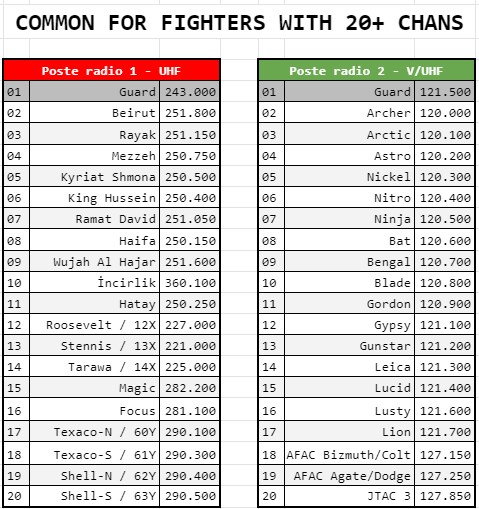 COMMON FOR FIGHTERS WITH 20+ CHANS
Poste radio 1 - UHF
01 Guard 243.000
02 Beirut 251.800
03 Rayak 251.150
04 Mezzeh 250.750
05 Kyriat Shmona 250.500
06 King Hussein 250.400
07 Ramat David 251.050
08 Haifa 250.150
09 Wujah Al Hajar 251.600
10 İncirlik 360.100
11 Hatay 250.250
12 Roosevelt / 12X 227.000
13 Stennis / 13X 221.000
14 Tarawa / 14X 225.000
15 Magic 282.200
16 Focus 281.100
17 Texaco-N / 60Y 290.100
18 Texaco-S / 61Y 290.300
19 Shell-N / 62Y 290.400
20 Shell-S / 63Y 290.500
Poste radio 2 - V/UHF
01 Guard 121.500
02 Archer 120.000
03 Arctic 120.100
04 Astro 120.200
05 Nickel 120.300
06 Nitro 120.400
07 Ninja 120.500
08 Bat 120.600
09 Bengal 120.700
10 Blade 120.800
11 Gordon 120.900
12 Gypsy 121.100
13 Gunstar 121.200
14 Leica 121.300
15 Lucid 121.400
16 Lusty 121.600
17 Lion 121.700
18 AFAC Bizmuth/Colt 127.150
19 AFAC Agate/Dodge 127.250
20 JTAC 3 127.850